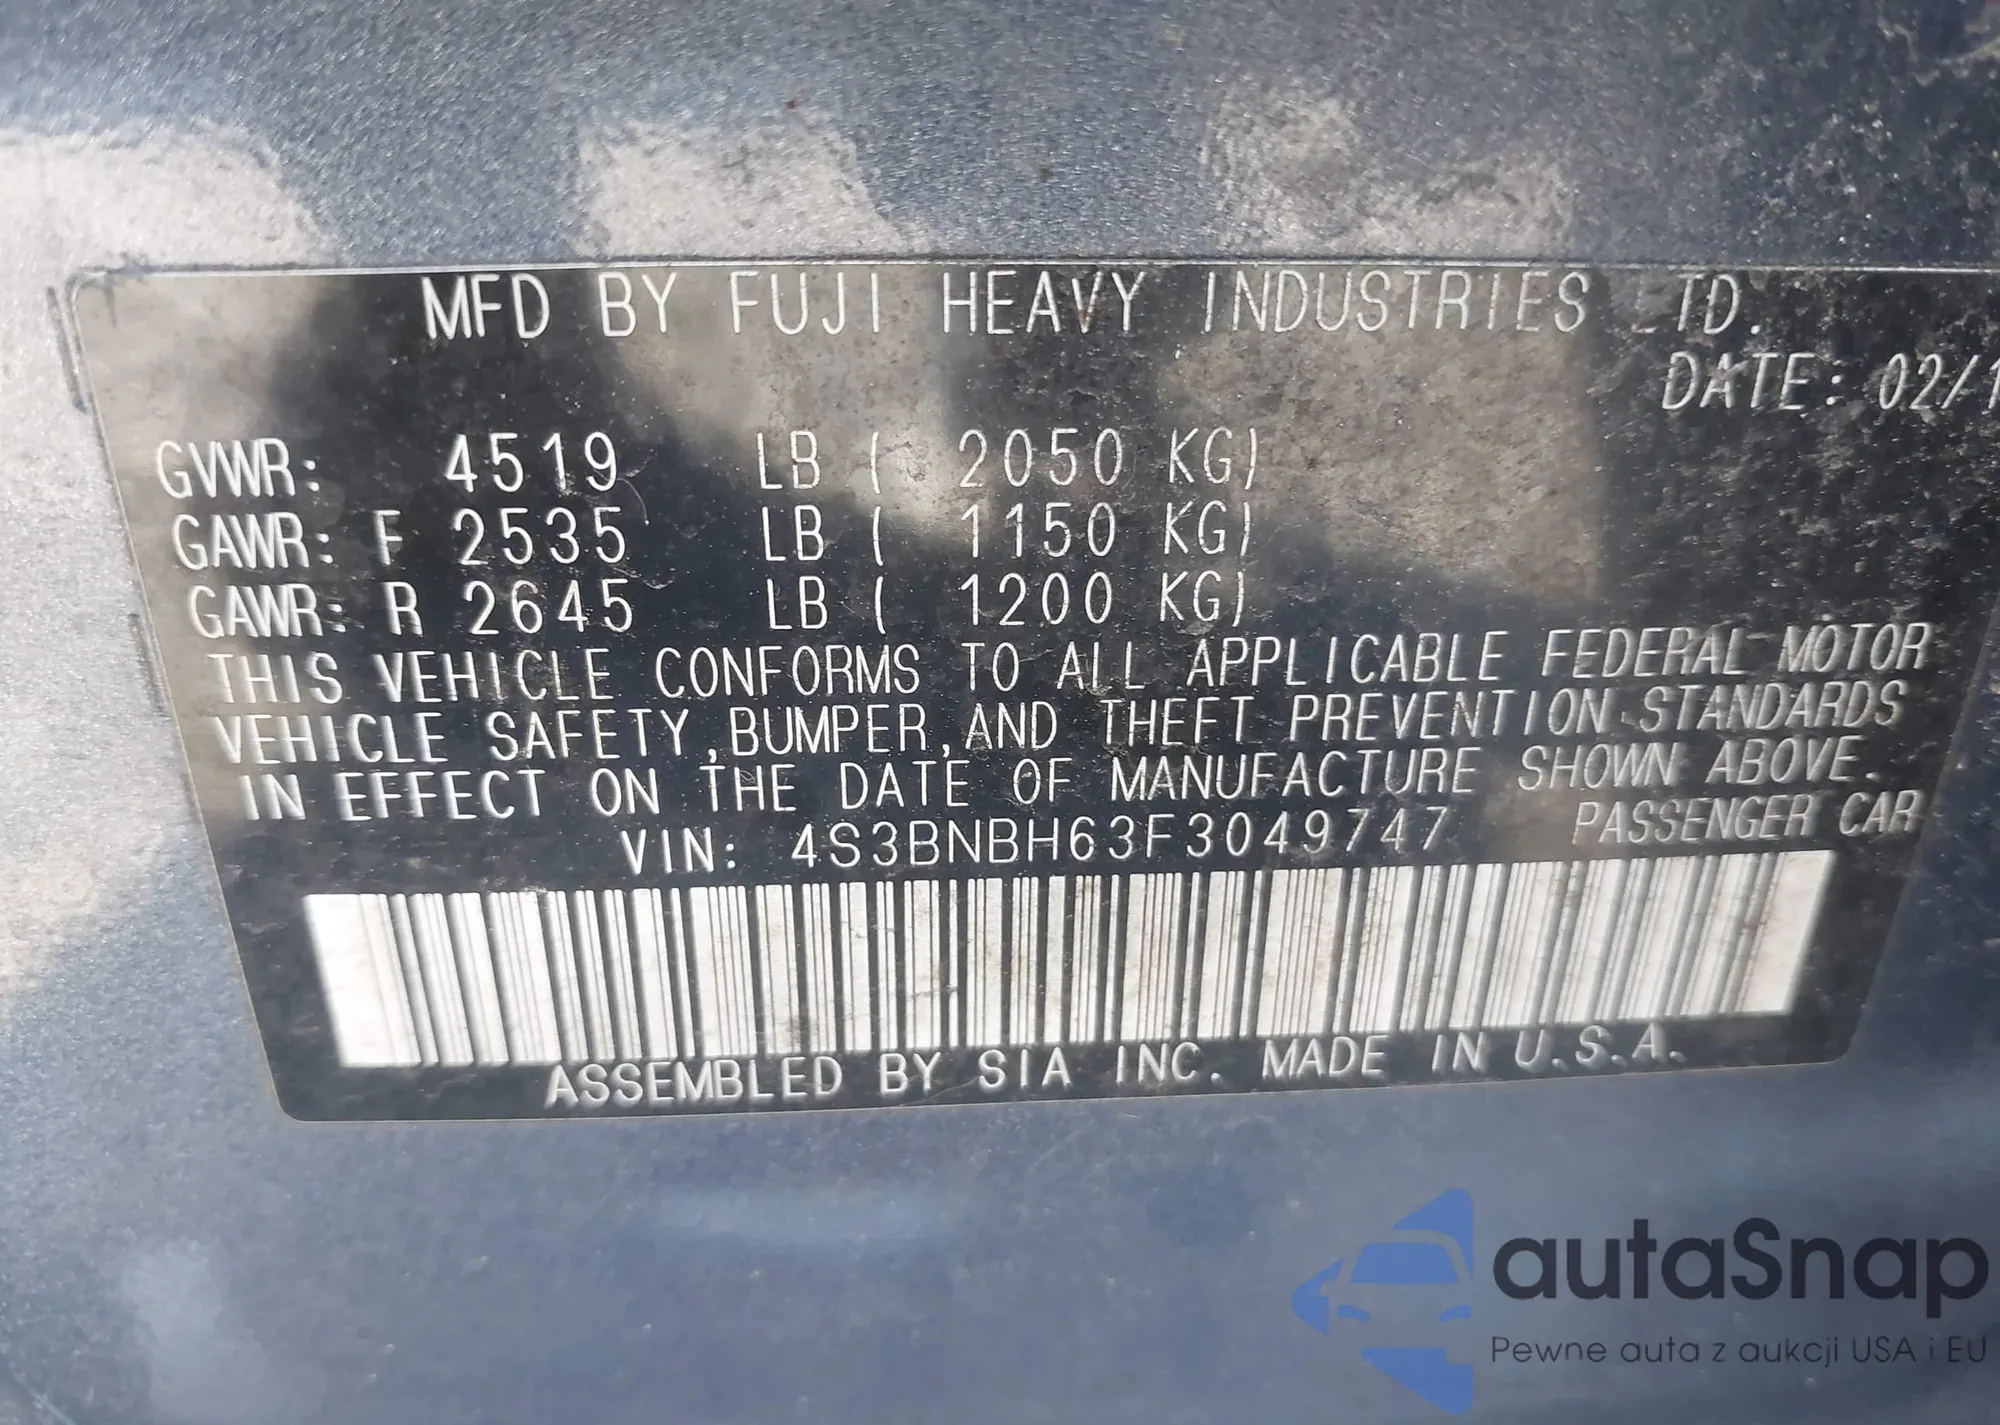 MFD BY FUJI HEAVY INDUSTRIES LTD.
DATE: 02/1
GVWR: 4519 LB ( 2050 KG)
GAWR: F 2535 LB ( 1150 KG)
GAWR: R 2645 LB ( 1200 KG)
THIS VEHICLE CONFORMS TO ALL APPLICABLE FEDERAL MOTOR
VEHICLE SAFETY, BUMPER, AND THEFT PREVENTION STANDARDS
IN EFFECT ON THE DATE OF MANUFACTURE SHOWN ABOVE.
VIN: 4S3BNBH63F3049747 PASSENGER CAR
ASSEMBLED BY SIA INC. MADE IN U.S.A.
autaSnap
Pewne auta z aukcji USA i EU